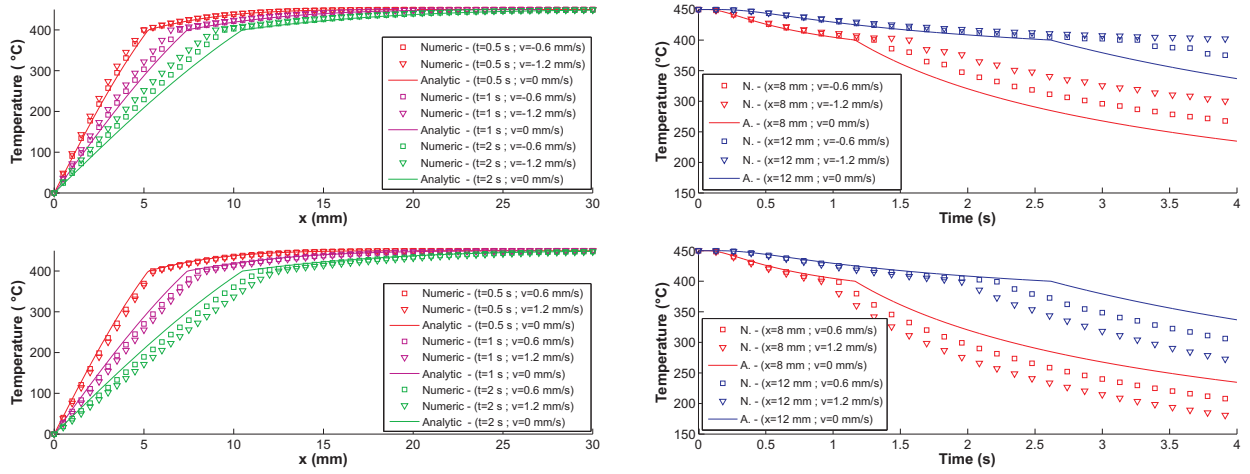 Temperature ( °C)
400
300
200
100
0
Numeric - (t=0.5 s ; v=-0.6 mm/s)
Numeric - (t=0.5 s ; v=-1.2 mm/s)
Analytic - (t=0.5 s ; v=0 mm/s)
Numeric - (t=1 s ; v=-0.6 mm/s)
Numeric - (t=1 s ; v=-1.2 mm/s)
Analytic - (t=1 s ; v=0 mm/s)
Numeric - (t=2 s ; v=-0.6 mm/s)
Numeric - (t=2 s ; v=-1.2 mm/s)
Analytic - (t=2 s ; v=0 mm/s)
0 5 10 15 20 25 30
x (mm)
Temperature (°C)
450
400
350
300
250
200
150
N. - (x=8 mm ; v=-0.6 mm/s)
N. - (x=8 mm ; v=-1.2 mm/s)
A. - (x=8 mm ; v=0 mm/s)
N. - (x=12 mm ; v=-0.6 mm/s)
N. - (x=12 mm ; v=-1.2 mm/s)
A. - (x=12 mm ; v=0 mm/s)
0 0.5 1 1.5 2 2.5 3 3.5 4
Time (s)
Temperature ( °C)
400
300
200
100
0
Numeric - (t=0.5 s ; v=0.6 mm/s)
Numeric - (t=0.5 s ; v=1.2 mm/s)
Analytic - (t=0.5 s ; v=0 mm/s)
Numeric - (t=1 s ; v=0.6 mm/s)
Numeric - (t=1 s ; v=1.2 mm/s)
Analytic - (t=1 s ; v=0 mm/s)
Numeric - (t=2 s ; v=0.6 mm/s)
Numeric - (t=2 s ; v=1.2 mm/s)
Analytic - (t=2 s ; v=0 mm/s)
0 5 10 15 20 25 30
x (mm)
Temperature (°C)
450
400
350
300
250
200
150
N. - (x=8 mm ; v=0.6 mm/s)
N. - (x=8 mm ; v=1.2 mm/s)
A. - (x=8 mm ; v=0 mm/s)
N. - (x=12 mm ; v=0.6 mm/s)
N. - (x=12 mm ; v=1.2 mm/s)
A. - (x=12 mm ; v=0 mm/s)
0 0.5 1 1.5 2 2.5 3 3.5 4
Time (s)